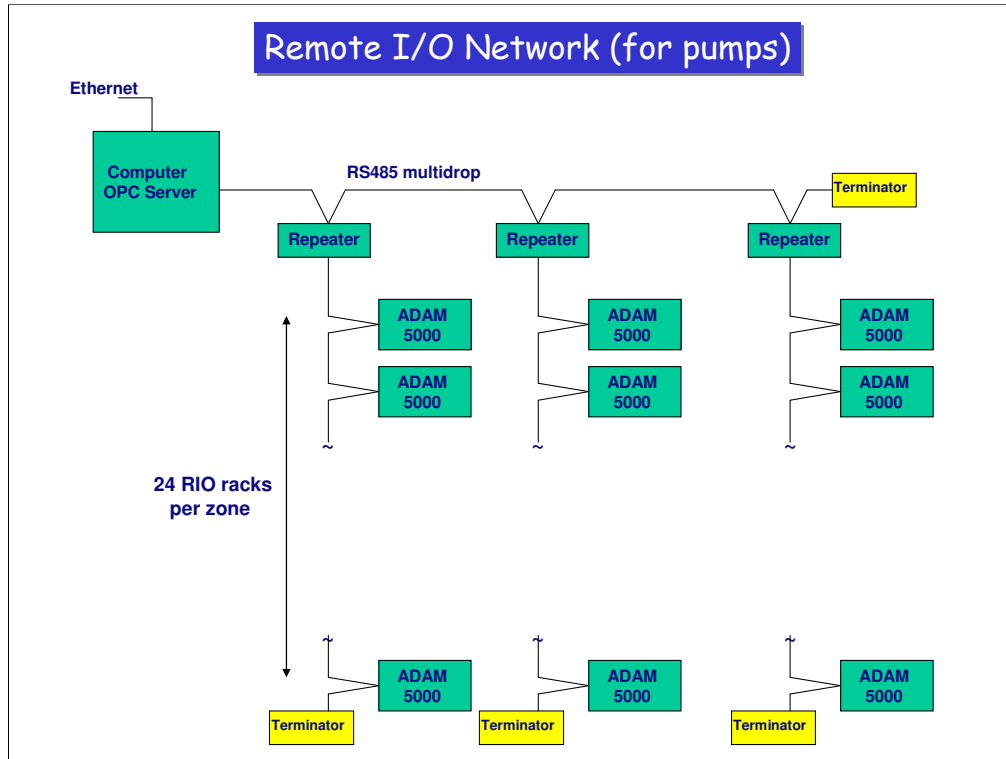 Remote I/O Network (for pumps)
Ethernet
Computer
OPC Server
RS485 multidrop
Terminator
Repeater
Repeater
Repeater
ADAM
5000
ADAM
5000
ADAM
5000
ADAM
5000
ADAM
5000
ADAM
5000
~
~
~
24 RIO racks
per zone
~
~
~
ADAM
5000
ADAM
5000
ADAM
5000
Terminator
Terminator
Terminator